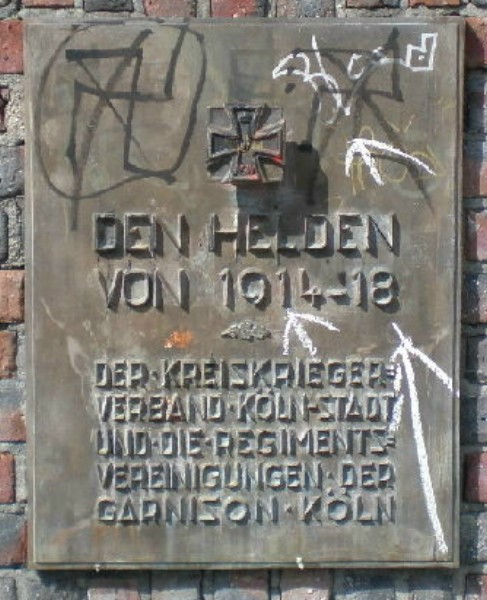 DEN HELDEN
VON 1914-18
DER·KREISKRIEGER=
VERBAND·KÖLN-STADT
UND·DIE·REGIMENTS=
VEREINIGUNGEN·DER
GARNISON·KÖLN